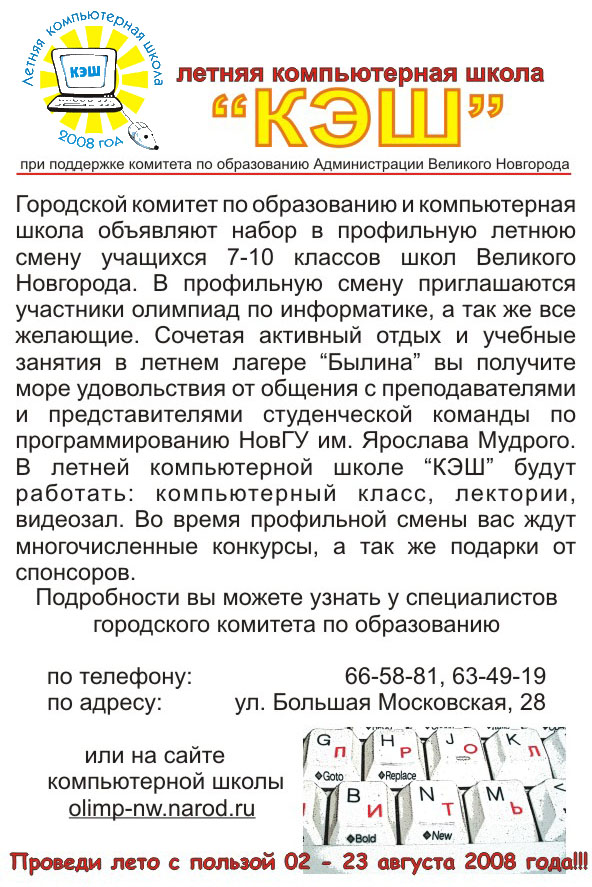 Летняя компьютерная школа
КЭШ
2008 год
летняя компьютерная школа
“КЭШ”
при поддержке комитета по образованию Администрации Великого Новгорода
Городской комитет по образованию и компьютерная
школа объявляют набор в профильную летнюю
смену учащихся 7-10 классов школ Великого
Новгорода. В профильную смену приглашаются
участники олимпиад по информатике, а так же все
желающие. Сочетая активный отдых и учебные
занятия в летнем лагере “Былина” вы получите
море удовольствия от общения с преподавателями
и представителями студенческой команды по
программированию НовГУ им. Ярослава Мудрого.
В летней компьютерной школе “КЭШ” будут
работать: компьютерный класс, лектории,
видеозал. Во время профильной смены вас ждут
многочисленные конкурсы, а так же подарки от
спонсоров.
Подробности вы можете узнать у специалистов
городского комитета по образованию
по телефону: 66-58-81, 63-49-19
по адресу: ул. Большая Московская, 28
или на сайте
компьютерной школы
olimp-nw.narod.ru
G П H Р J О K Л
◆Goto ◆Replace
B И N Т M Ь
◆Bold ◆New
Проведи лето с пользой 02 - 23 августа 2008 года!!!